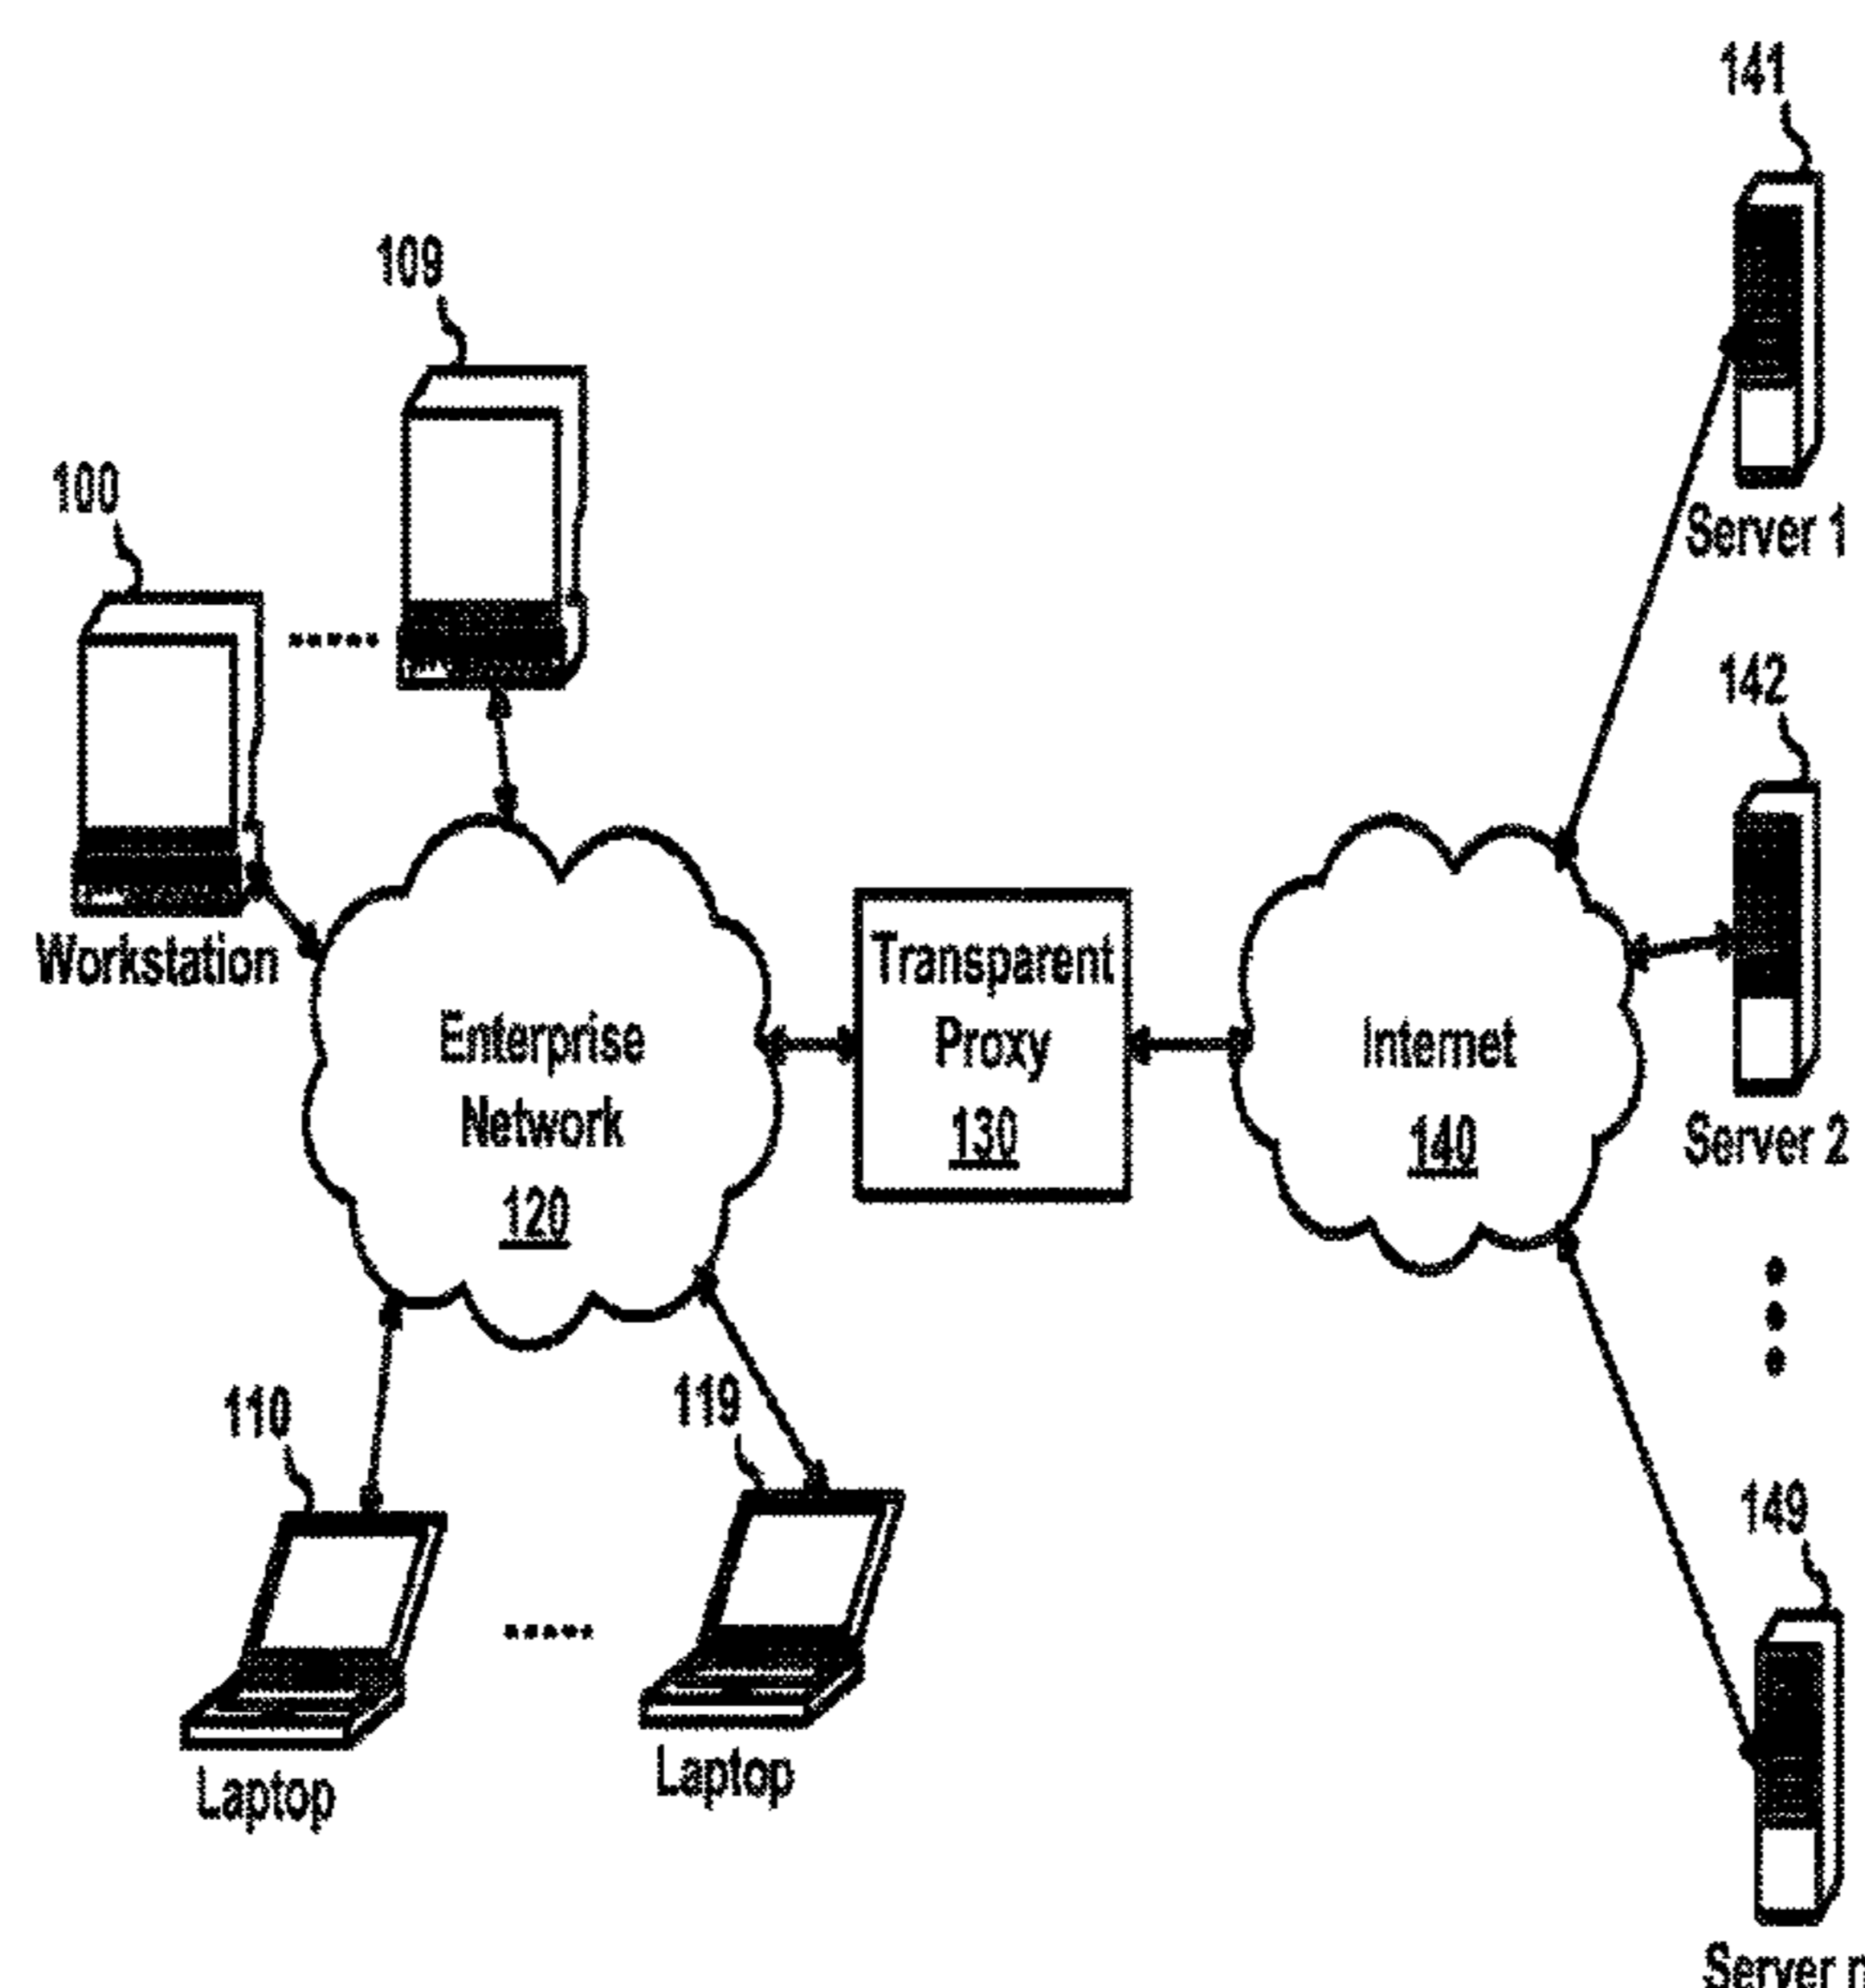 141
109
100
Server 1
142
Workstation
Transparent
Proxy
130
Enterprise
Network
120
Internet
140
Server 2
110
119
149
Laptop
Laptop
Server n